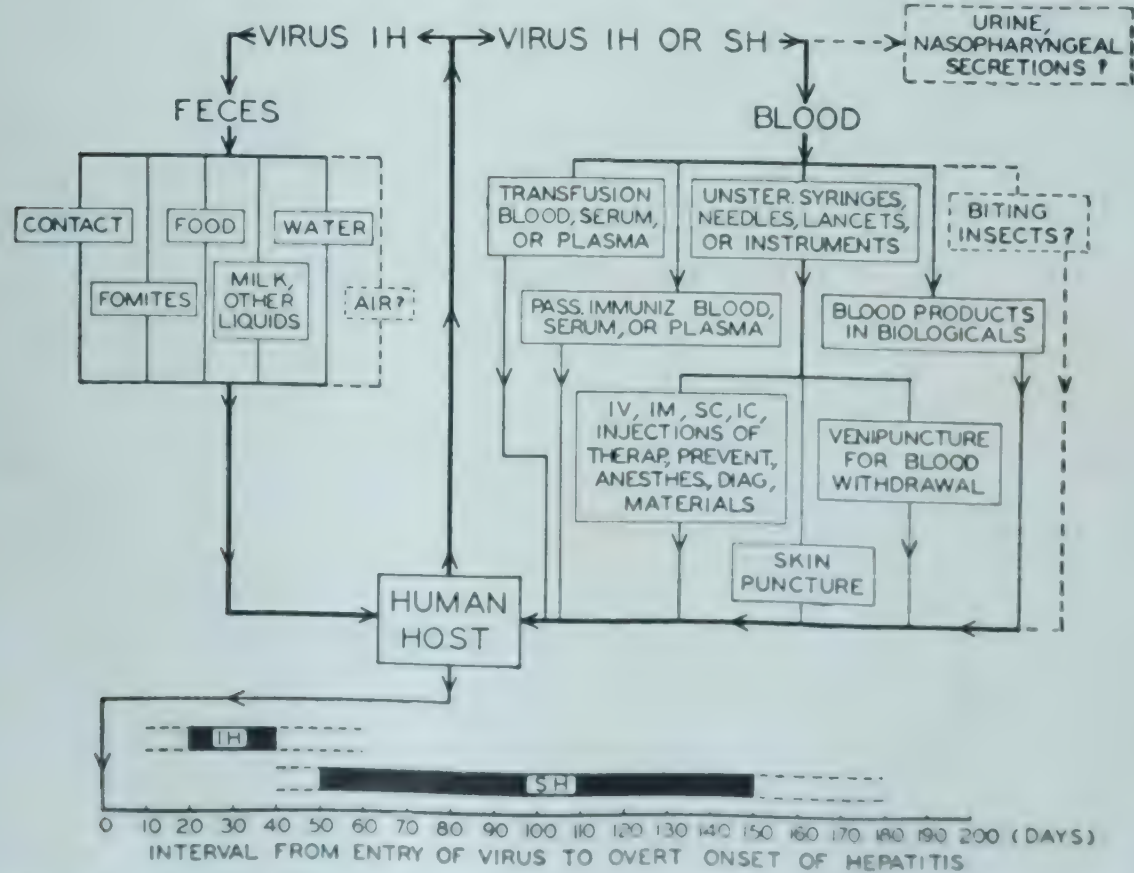 VIRUS IH
VIRUS IH OR SH
URINE,
NASOPHARYNGEAL
SECRETIONS ?
FECES
BLOOD
CONTACT
FOMITES
FOOD
MILK,
OTHER
LIQUIDS
WATER
AIR?
TRANSFUSION
BLOOD, SERUM,
OR PLASMA
UNSTER. SYRINGES,
NEEDLES, LANCETS,
OR INSTRUMENTS
BITING
INSECTS?
PASS. IMMUNIZ BLOOD,
SERUM, OR PLASMA
BLOOD PRODUCTS
IN BIOLOGICALS
IV, IM, SC, IC,
INJECTIONS OF
THERAP, PREVENT,
ANESTHES, DIAG,
MATERIALS
VENIPUNCTURE
FOR BLOOD
WITHDRAWAL
SKIN
PUNCTURE
HUMAN
HOST
IH
SH
0 10 20 30 40 50 60 70 80 90 100 110 120 130 140 150 160 170 180 190 200 (DAYS)
INTERVAL FROM ENTRY OF VIRUS TO OVERT ONSET OF HEPATITIS